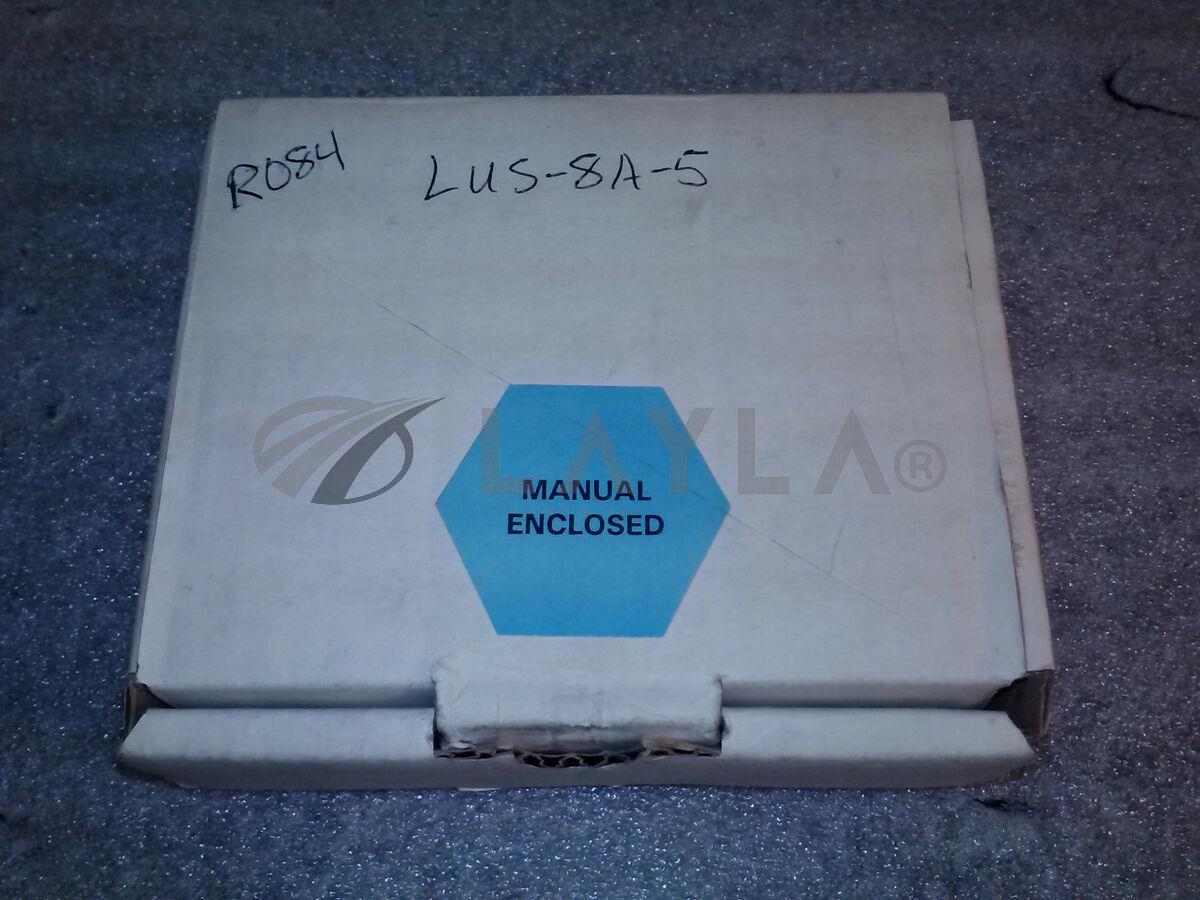 R084 LUS-8A-5
LAYLA®
MANUAL
ENCLOSED